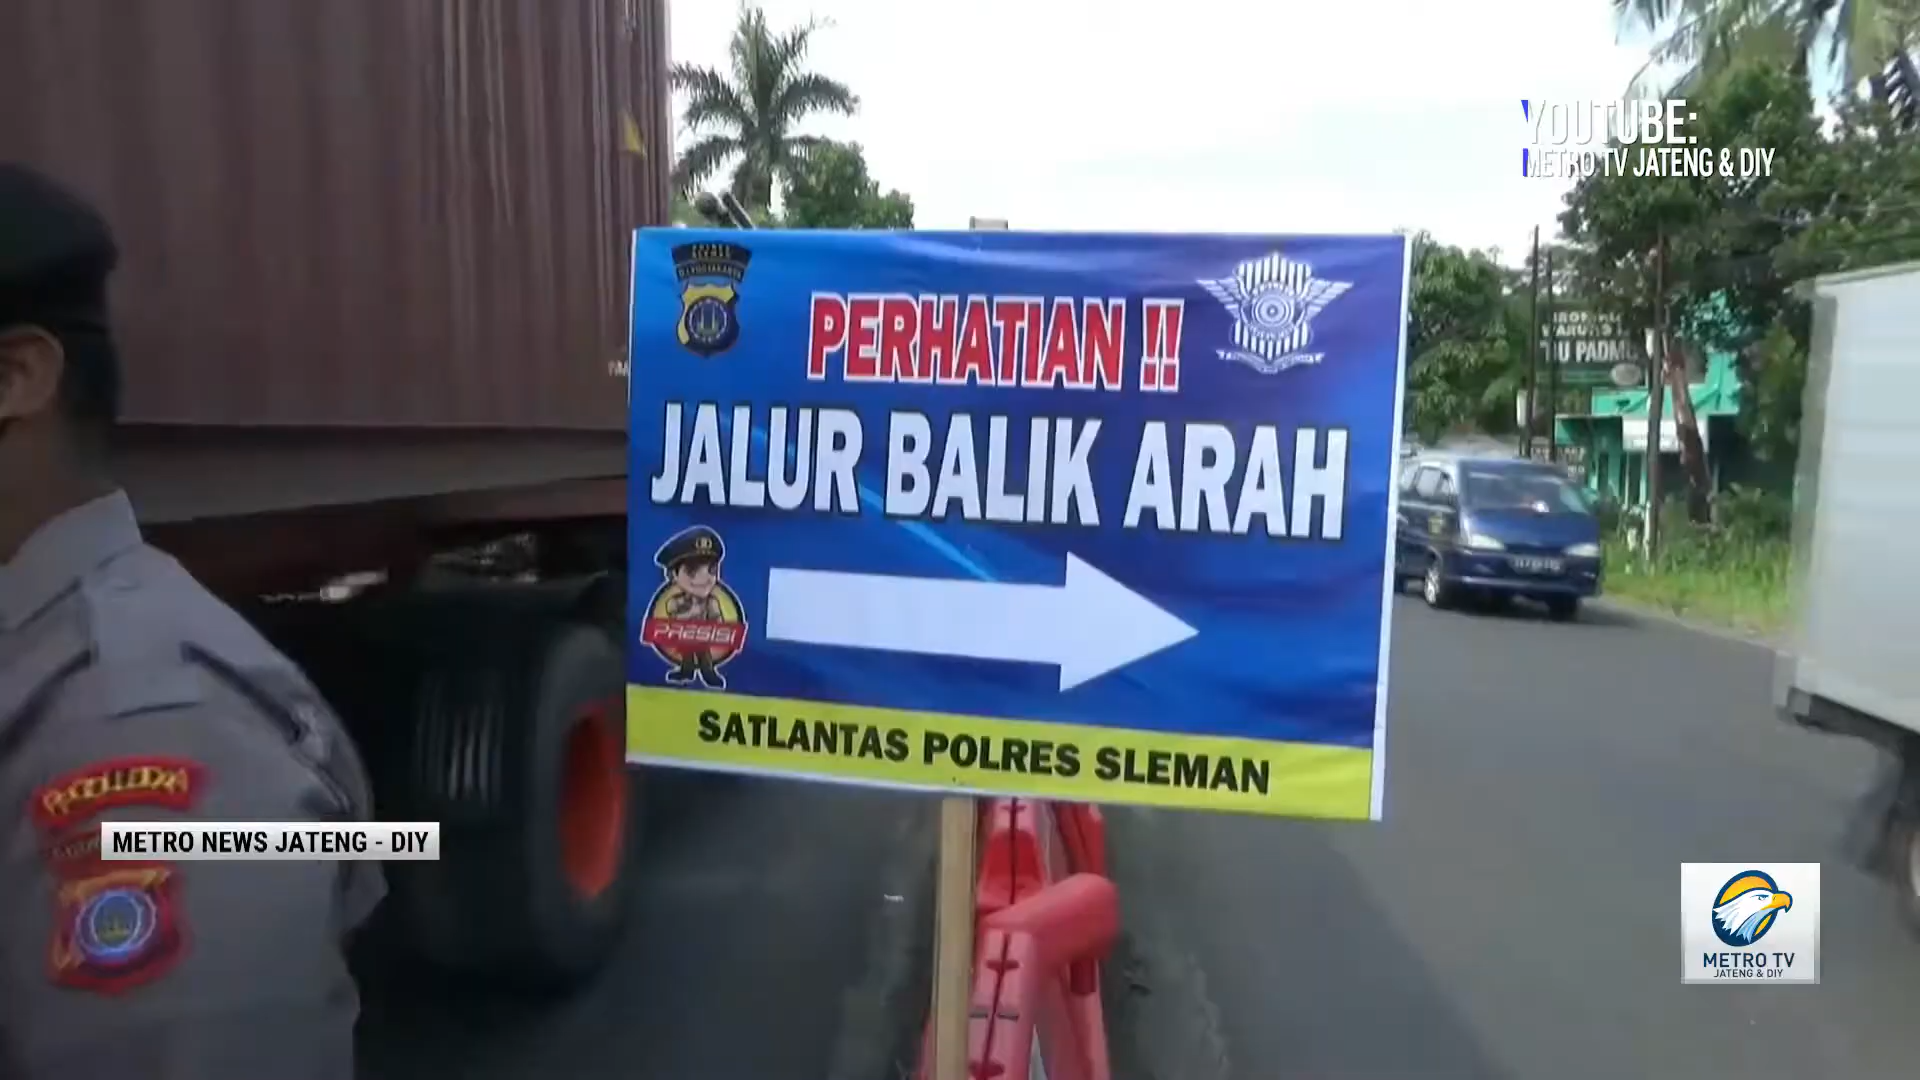 YOUTUBE:
METRO TV JATENG & DIY
PERHATIAN !!
JALUR BALIK ARAH
PRESISI
SATLANTAS POLRES SLEMAN
METRO NEWS JATENG - DIY
METRO TV
JATENG & DIY